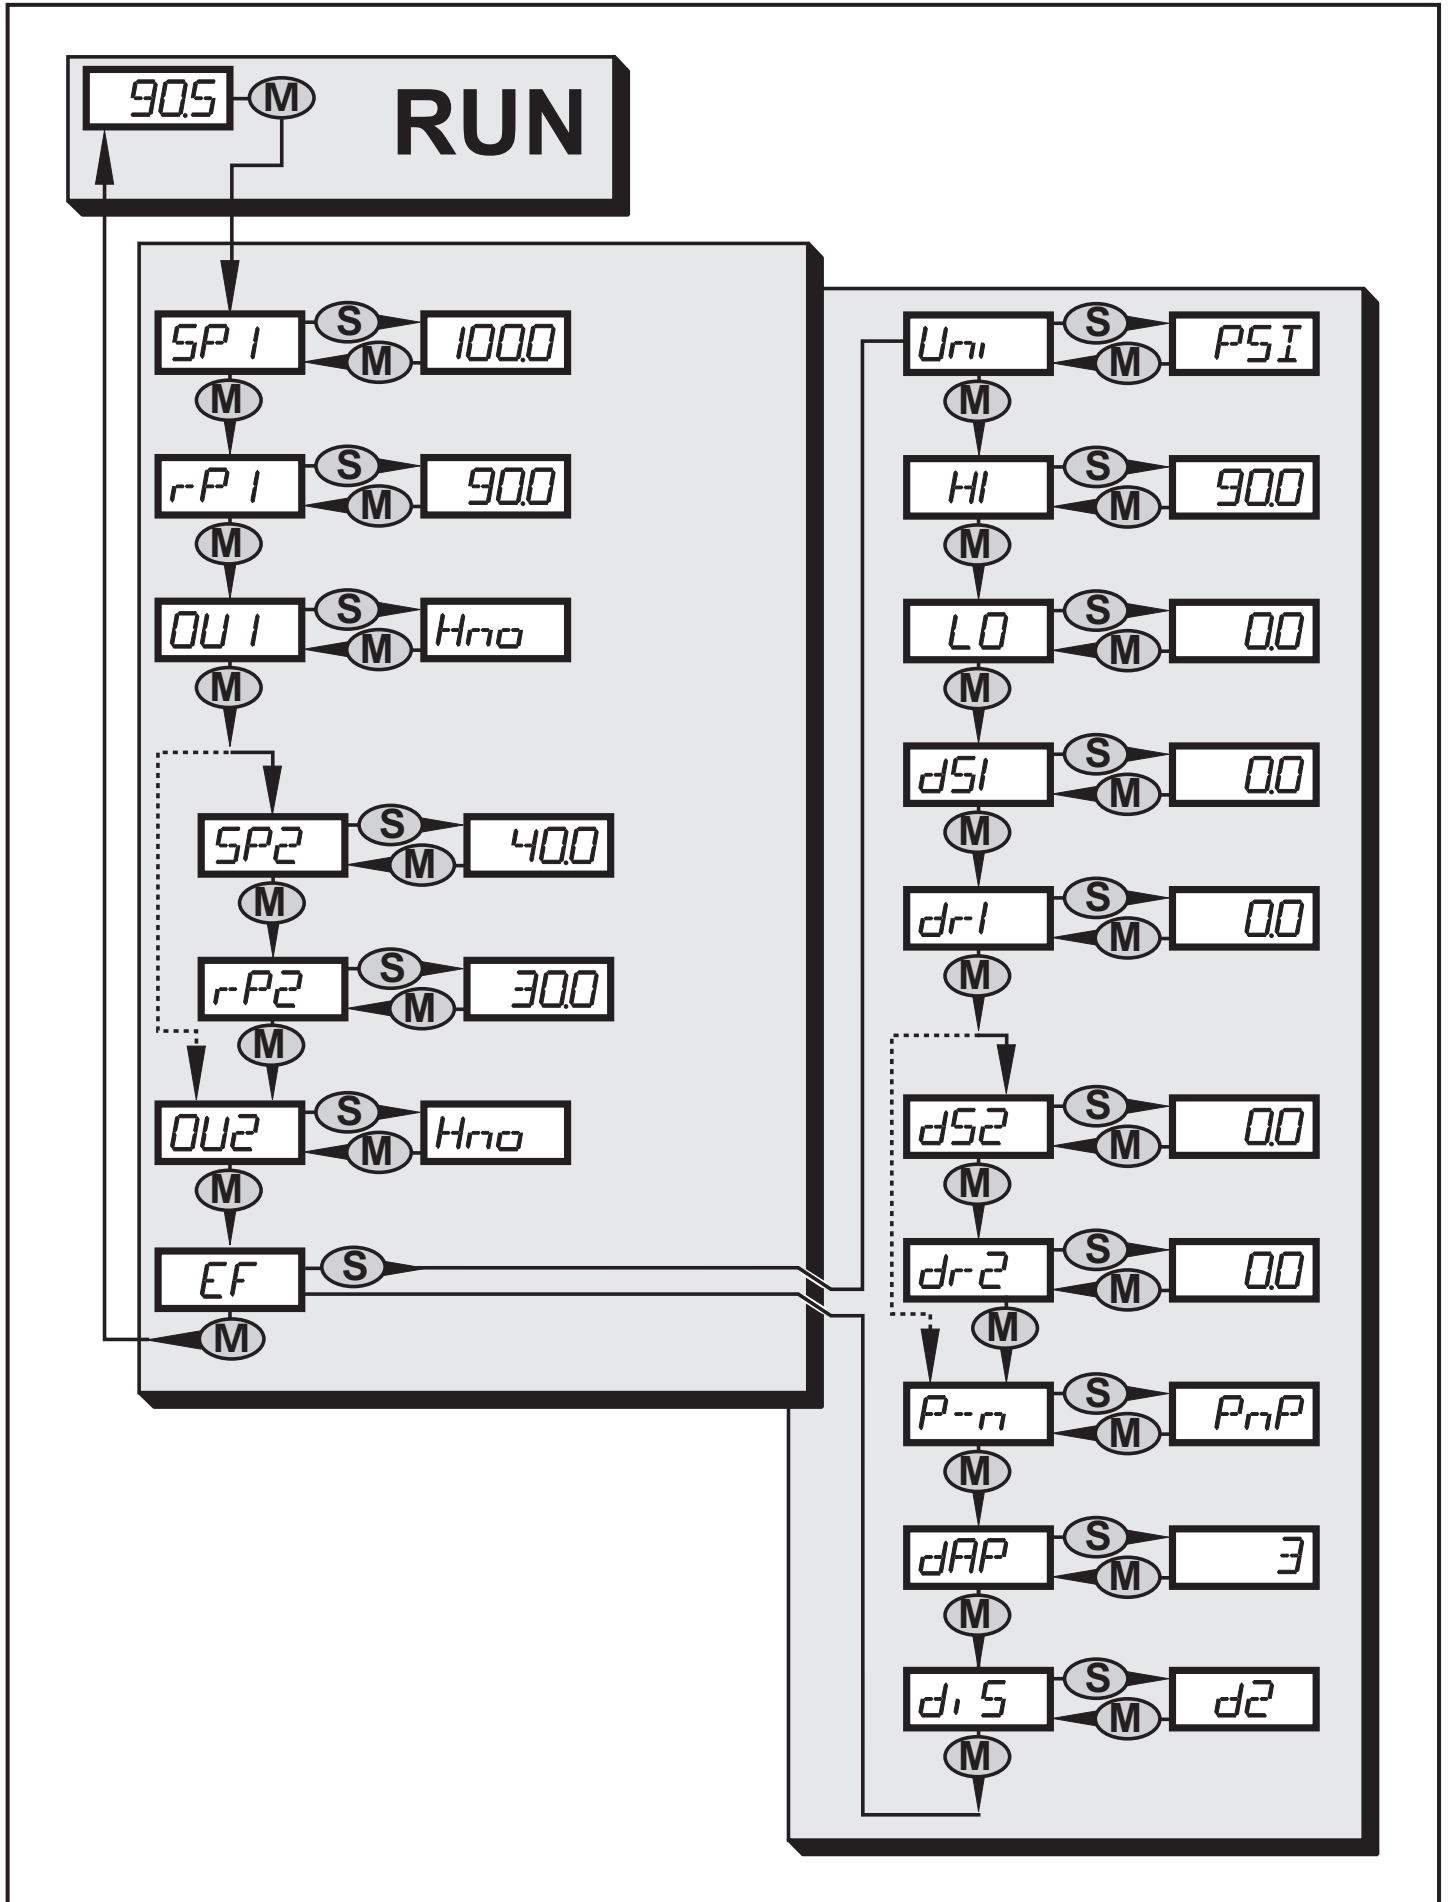 90.5 M RUN
SP1 S 100.0
M
M
rP1 S 90.0
M
M
OU1 S Hno
M
M
SP2 S 40.0
M
M
rP2 S 30.0
M
M
OU2 S Hno
M
M
EF S
M
Uni S PSI
M
M
HI S 90.0
M
M
LO S 0.0
M
M
dS1 S 0.0
M
M
dr1 S 0.0
M
M
dS2 S 0.0
M
M
dr2 S 0.0
M
M
P-n S PnP
M
M
dAP S 3
M
M
diS S d2
M
M